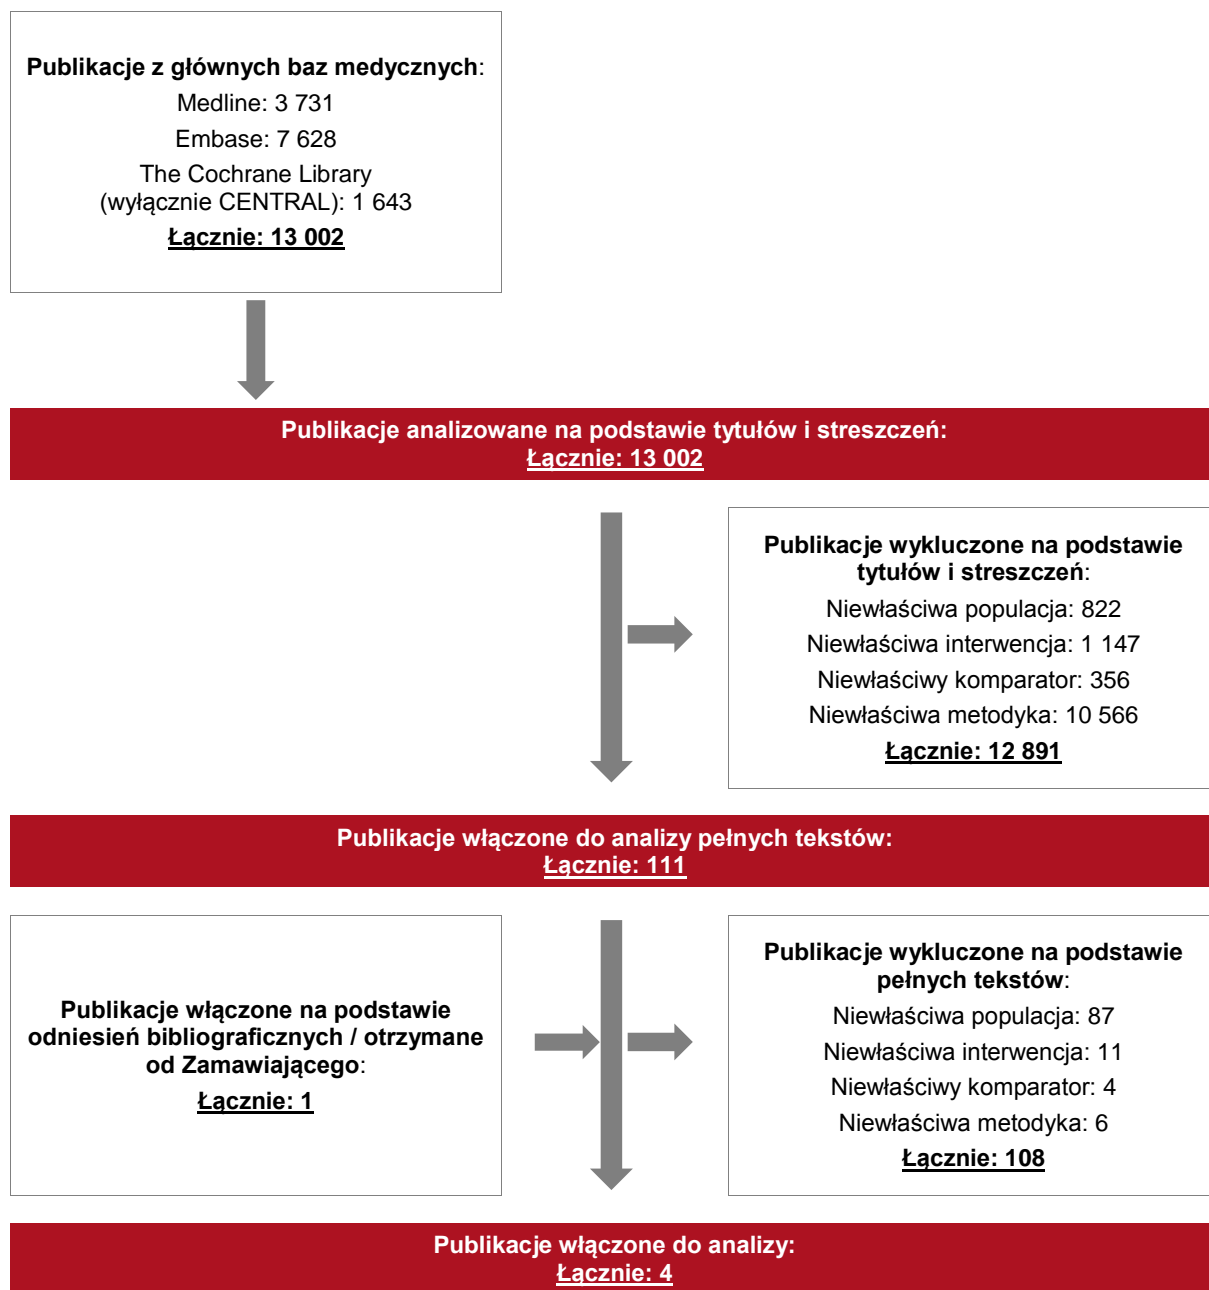 Publikacje z głównych baz medycznych:
Medline: 3 731
Embase: 7 628
The Cochrane Library
(wyłącznie CENTRAL): 1 643
Łącznie: 13 002
Publikacje analizowane na podstawie tytułów i streszczeń:
Łącznie: 13 002
Publikacje wykluczone na podstawie
tytułów i streszczeń:
Niewłaściwa populacja: 822
Niewłaściwa interwencja: 1 147
Niewłaściwy komparator: 356
Niewłaściwa metodyka: 10 566
Łącznie: 12 891
Publikacje włączone do analizy pełnych tekstów:
Łącznie: 111
Publikacje włączone na podstawie
odniesień bibliograficznych / otrzymane
od Zamawiającego:
Łącznie: 1
Publikacje wykluczone na podstawie
pełnych tekstów:
Niewłaściwa populacja: 87
Niewłaściwa interwencja: 11
Niewłaściwy komparator: 4
Niewłaściwa metodyka: 6
Łącznie: 108
Publikacje włączone do analizy:
Łącznie: 4